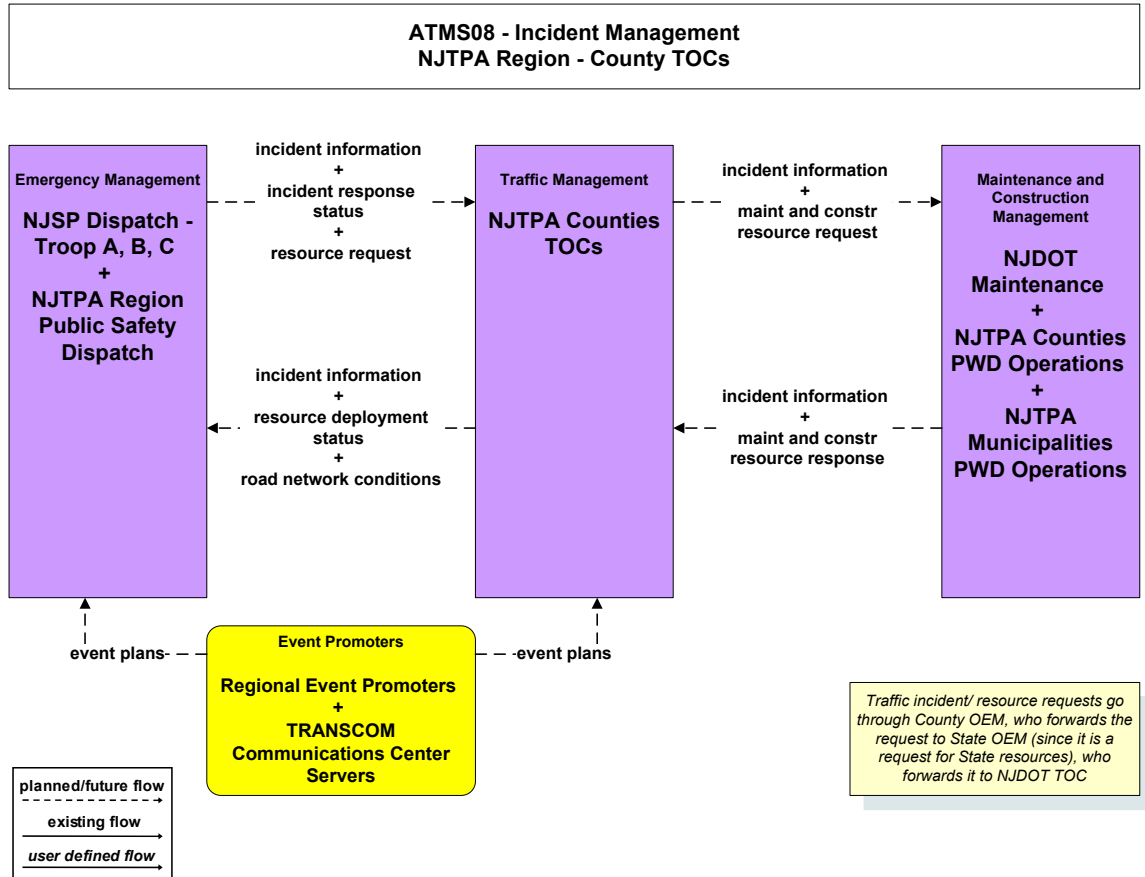 ATMS08 - Incident Management
NJTPA Region - County TOCs
Emergency Management
NJSP Dispatch -
Troop A, B, C
+
NJTPA Region
Public Safety
Dispatch
incident information
+
incident response
status
+
resource request
Traffic Management
NJTPA Counties
TOCs
incident information
+
maint and constr
resource request
Maintenance and
Construction
Management
NJDOT
Maintenance
+
NJTPA Counties
PWD Operations
+
NJTPA
Municipalities
PWD Operations
incident information
+
resource deployment
status
+
road network conditions
incident information
+
maint and constr
resource response
event plans
Event Promoters
Regional Event Promoters
+
TRANSCOM
Communications Center
Servers
event plans
Traffic incident/ resource requests go
through County OEM, who forwards the
request to State OEM (since it is a
request for State resources), who
forwards it to NJDOT TOC
planned/future flow
existing flow
user defined flow